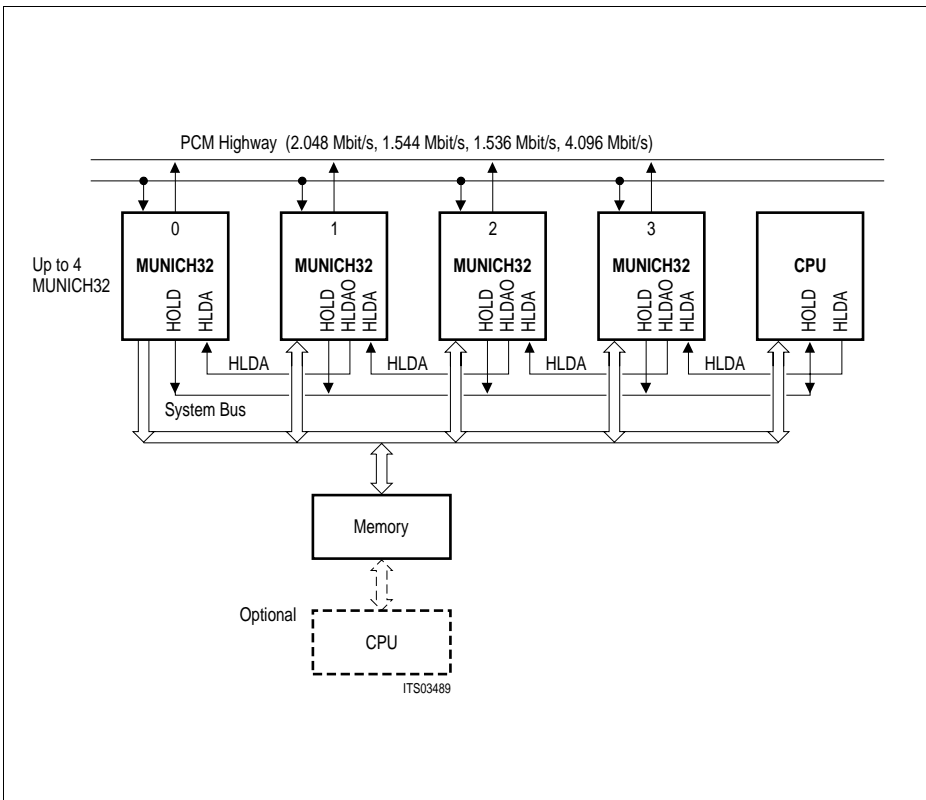 PCM Highway (2.048 Mbit/s, 1.544 Mbit/s, 1.536 Mbit/s, 4.096 Mbit/s)
0
1
2
3
Up to 4
MUNICH32
MUNICH32
MUNICH32
MUNICH32
MUNICH32
CPU
HOLD
HLDA
HOLD
HLDAO
HLDA
HOLD
HLDAO
HLDA
HOLD
HLDAO
HLDA
HOLD
HLDA
HLDA
HLDA
HLDA
HLDA
System Bus
Memory
Optional
CPU
ITS03489